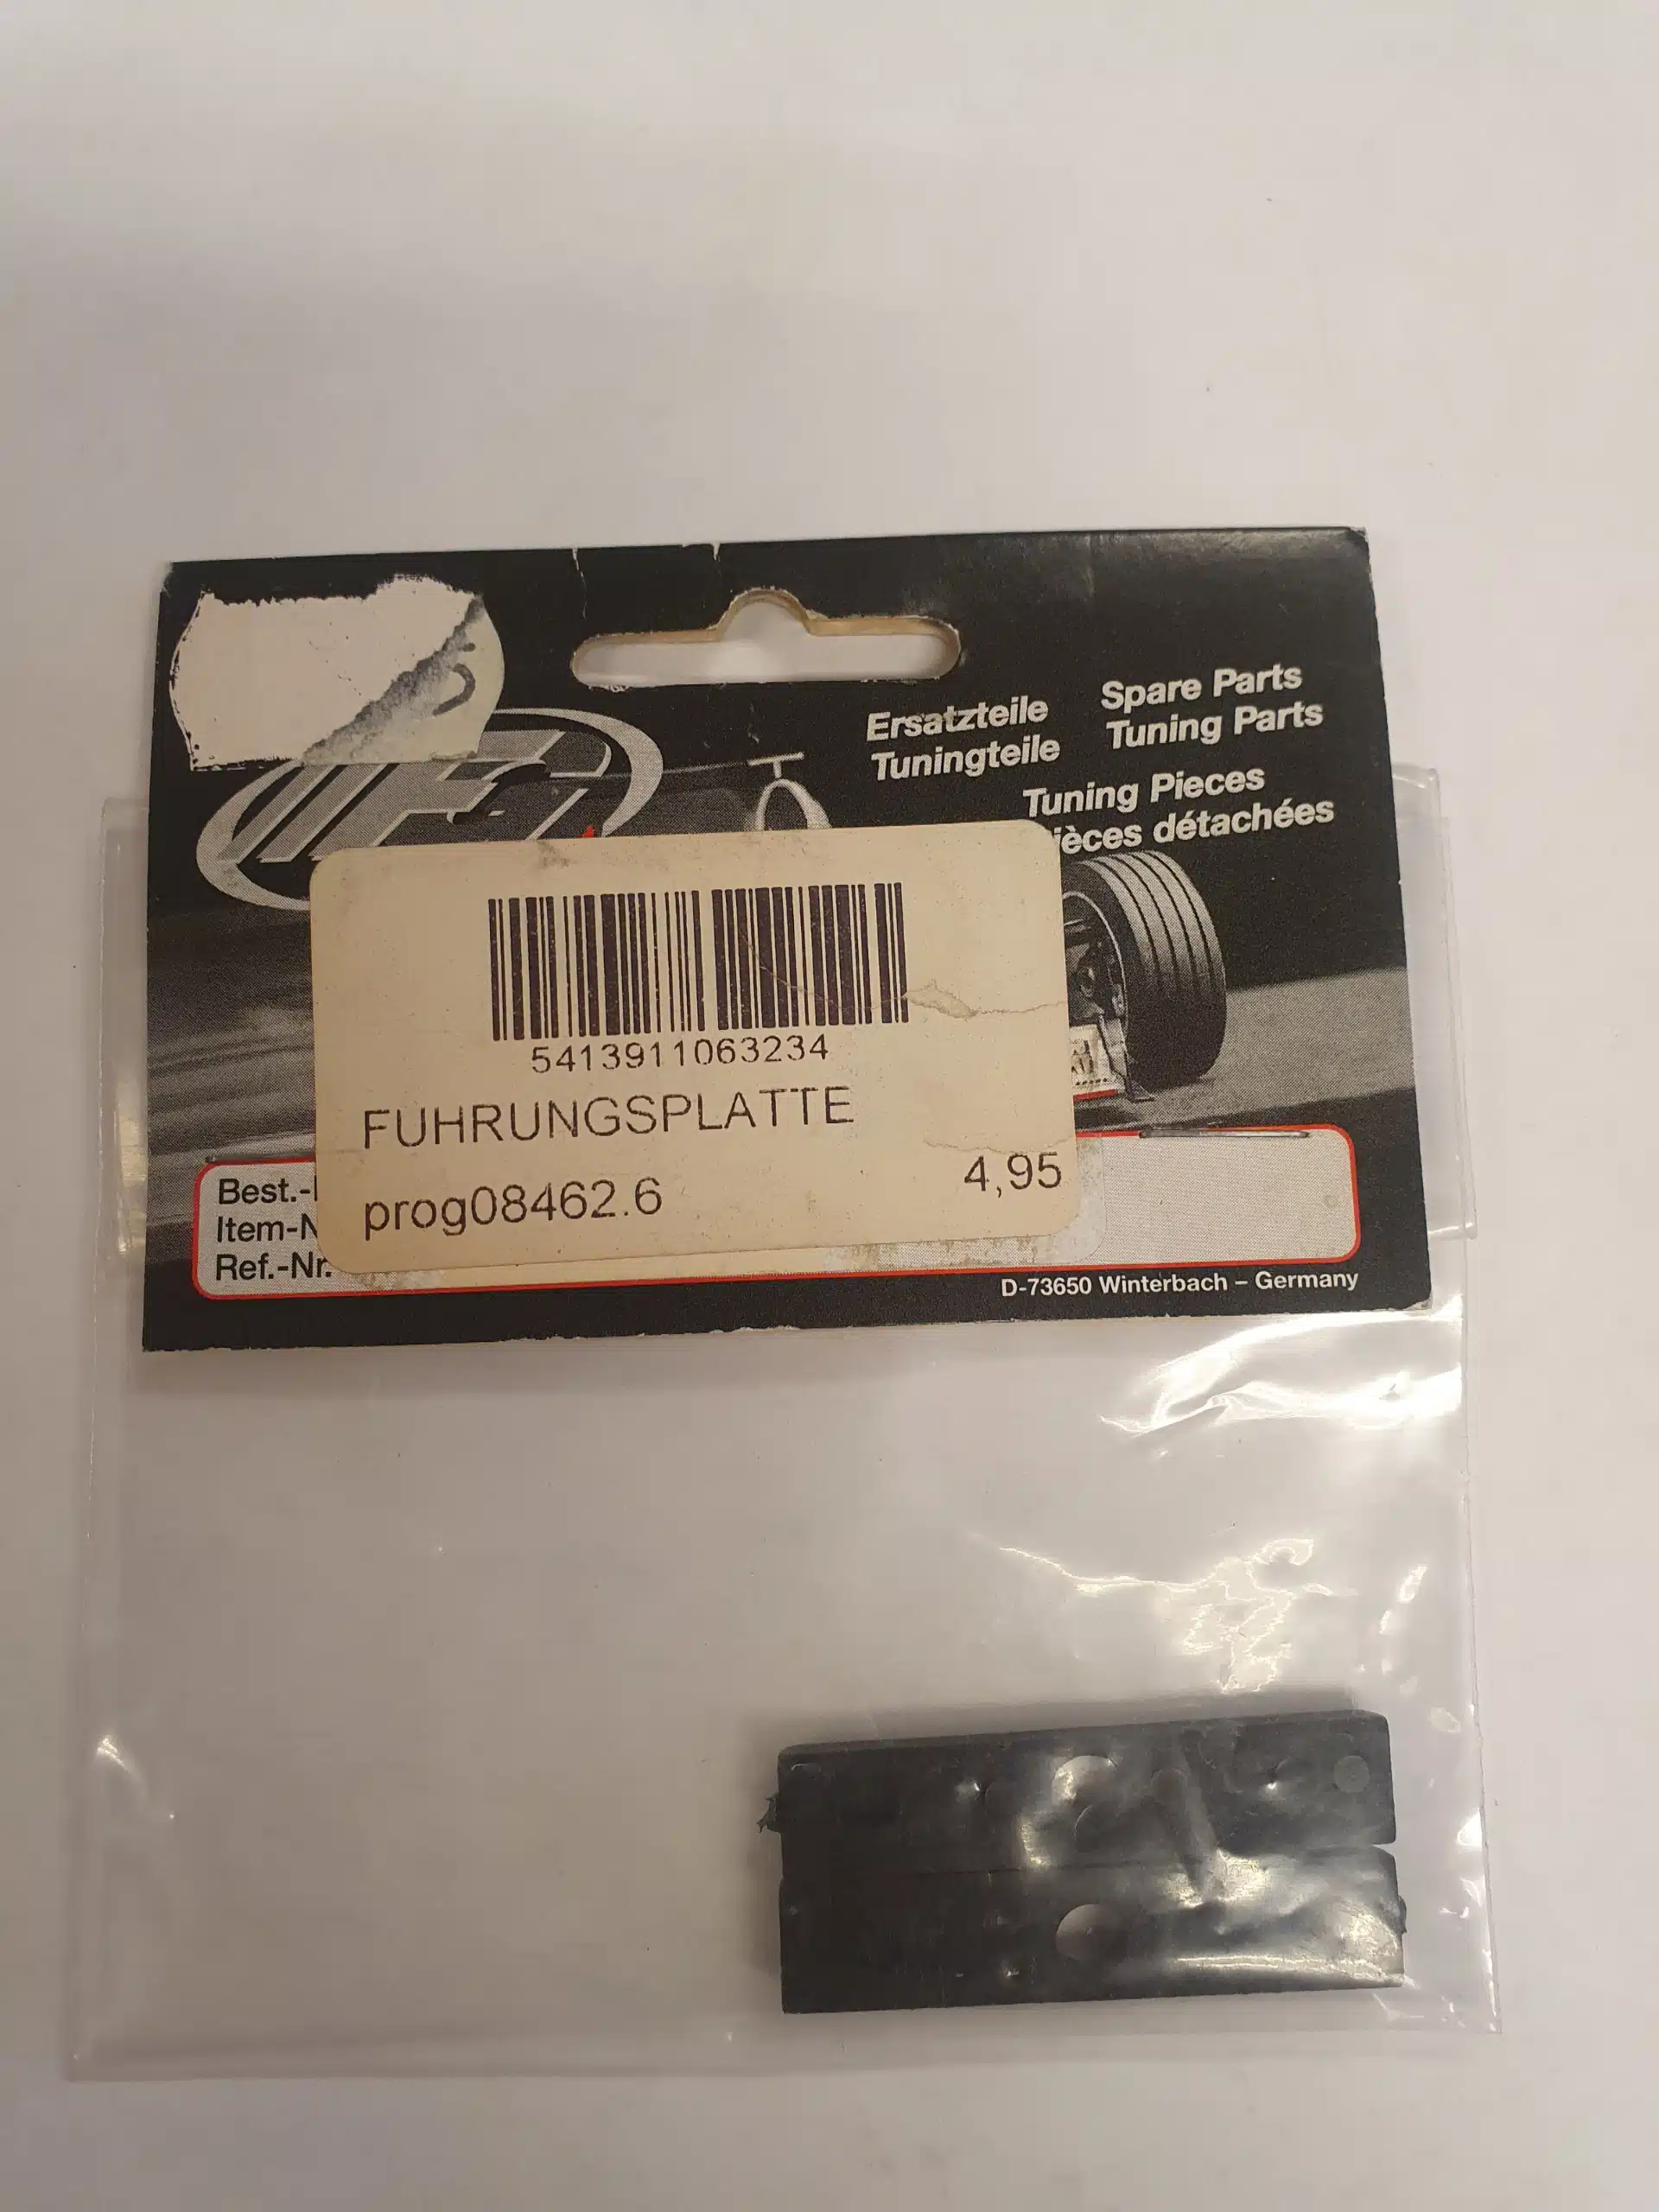 Ersatzteile
Tuningteile
Spare Parts
Tuning Parts
Tuning Pieces
ièces détachées
5413911063234
FUHRUNGSPLATTE
prog08462.6
4,95
Best.-
Item-N
Ref.-Nr.
D-73650 Winterbach – Germany